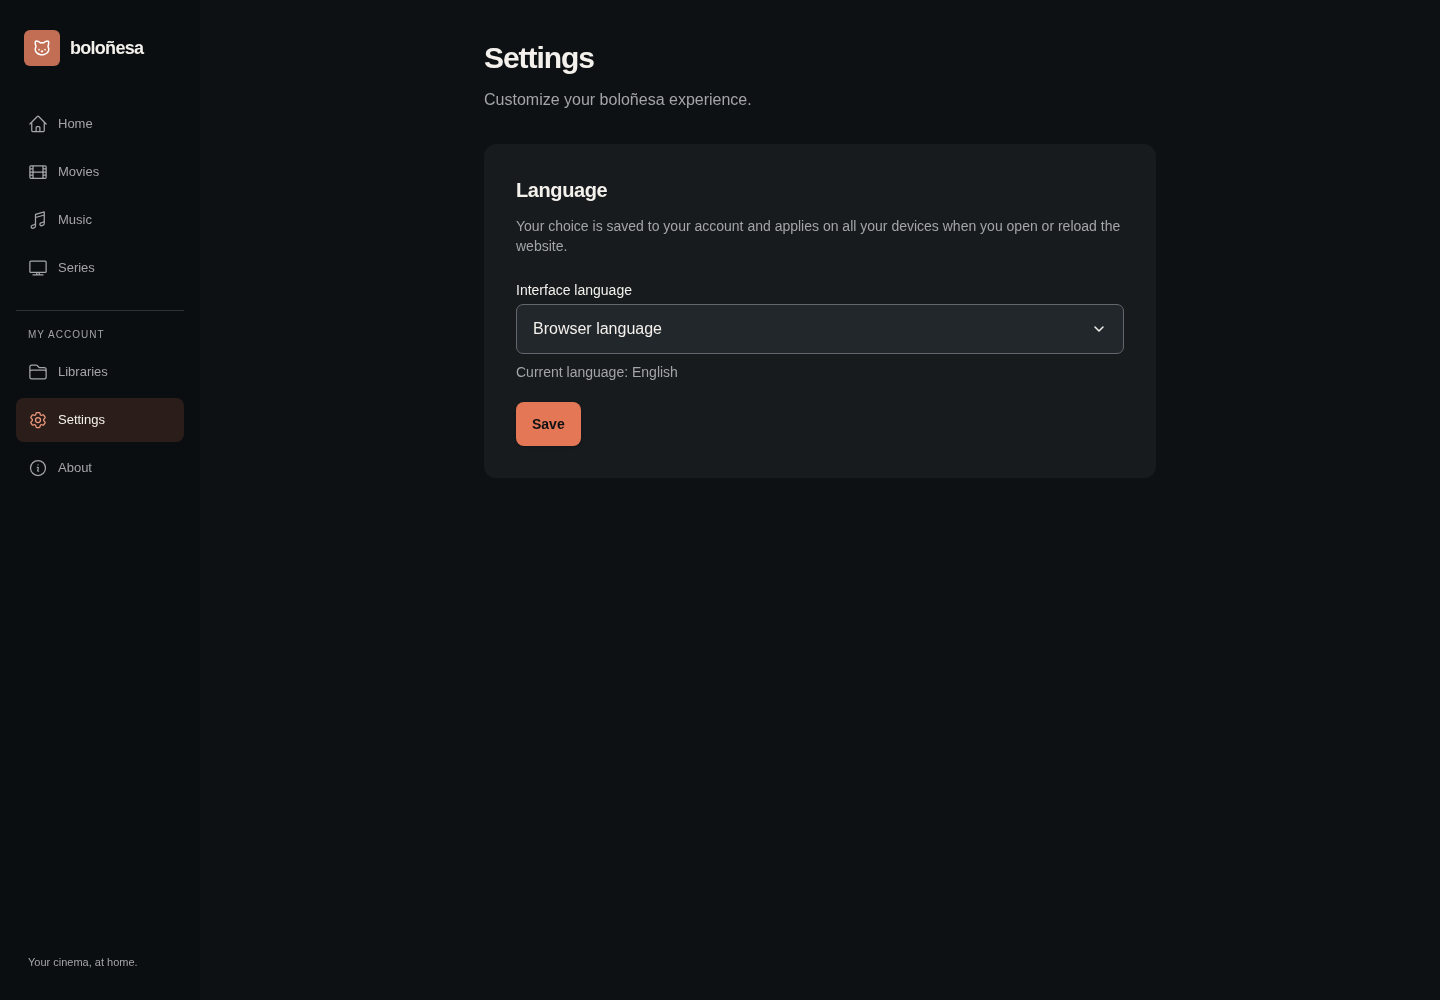 boloñesa
Home
Movies
Music
Series
MY ACCOUNT
Libraries
Settings
About
Your cinema, at home.
Settings
Customize your boloñesa experience.
Language
Your choice is saved to your account and applies on all your devices when you open or reload the
website.
Interface language
Browser language
Current language: English
Save